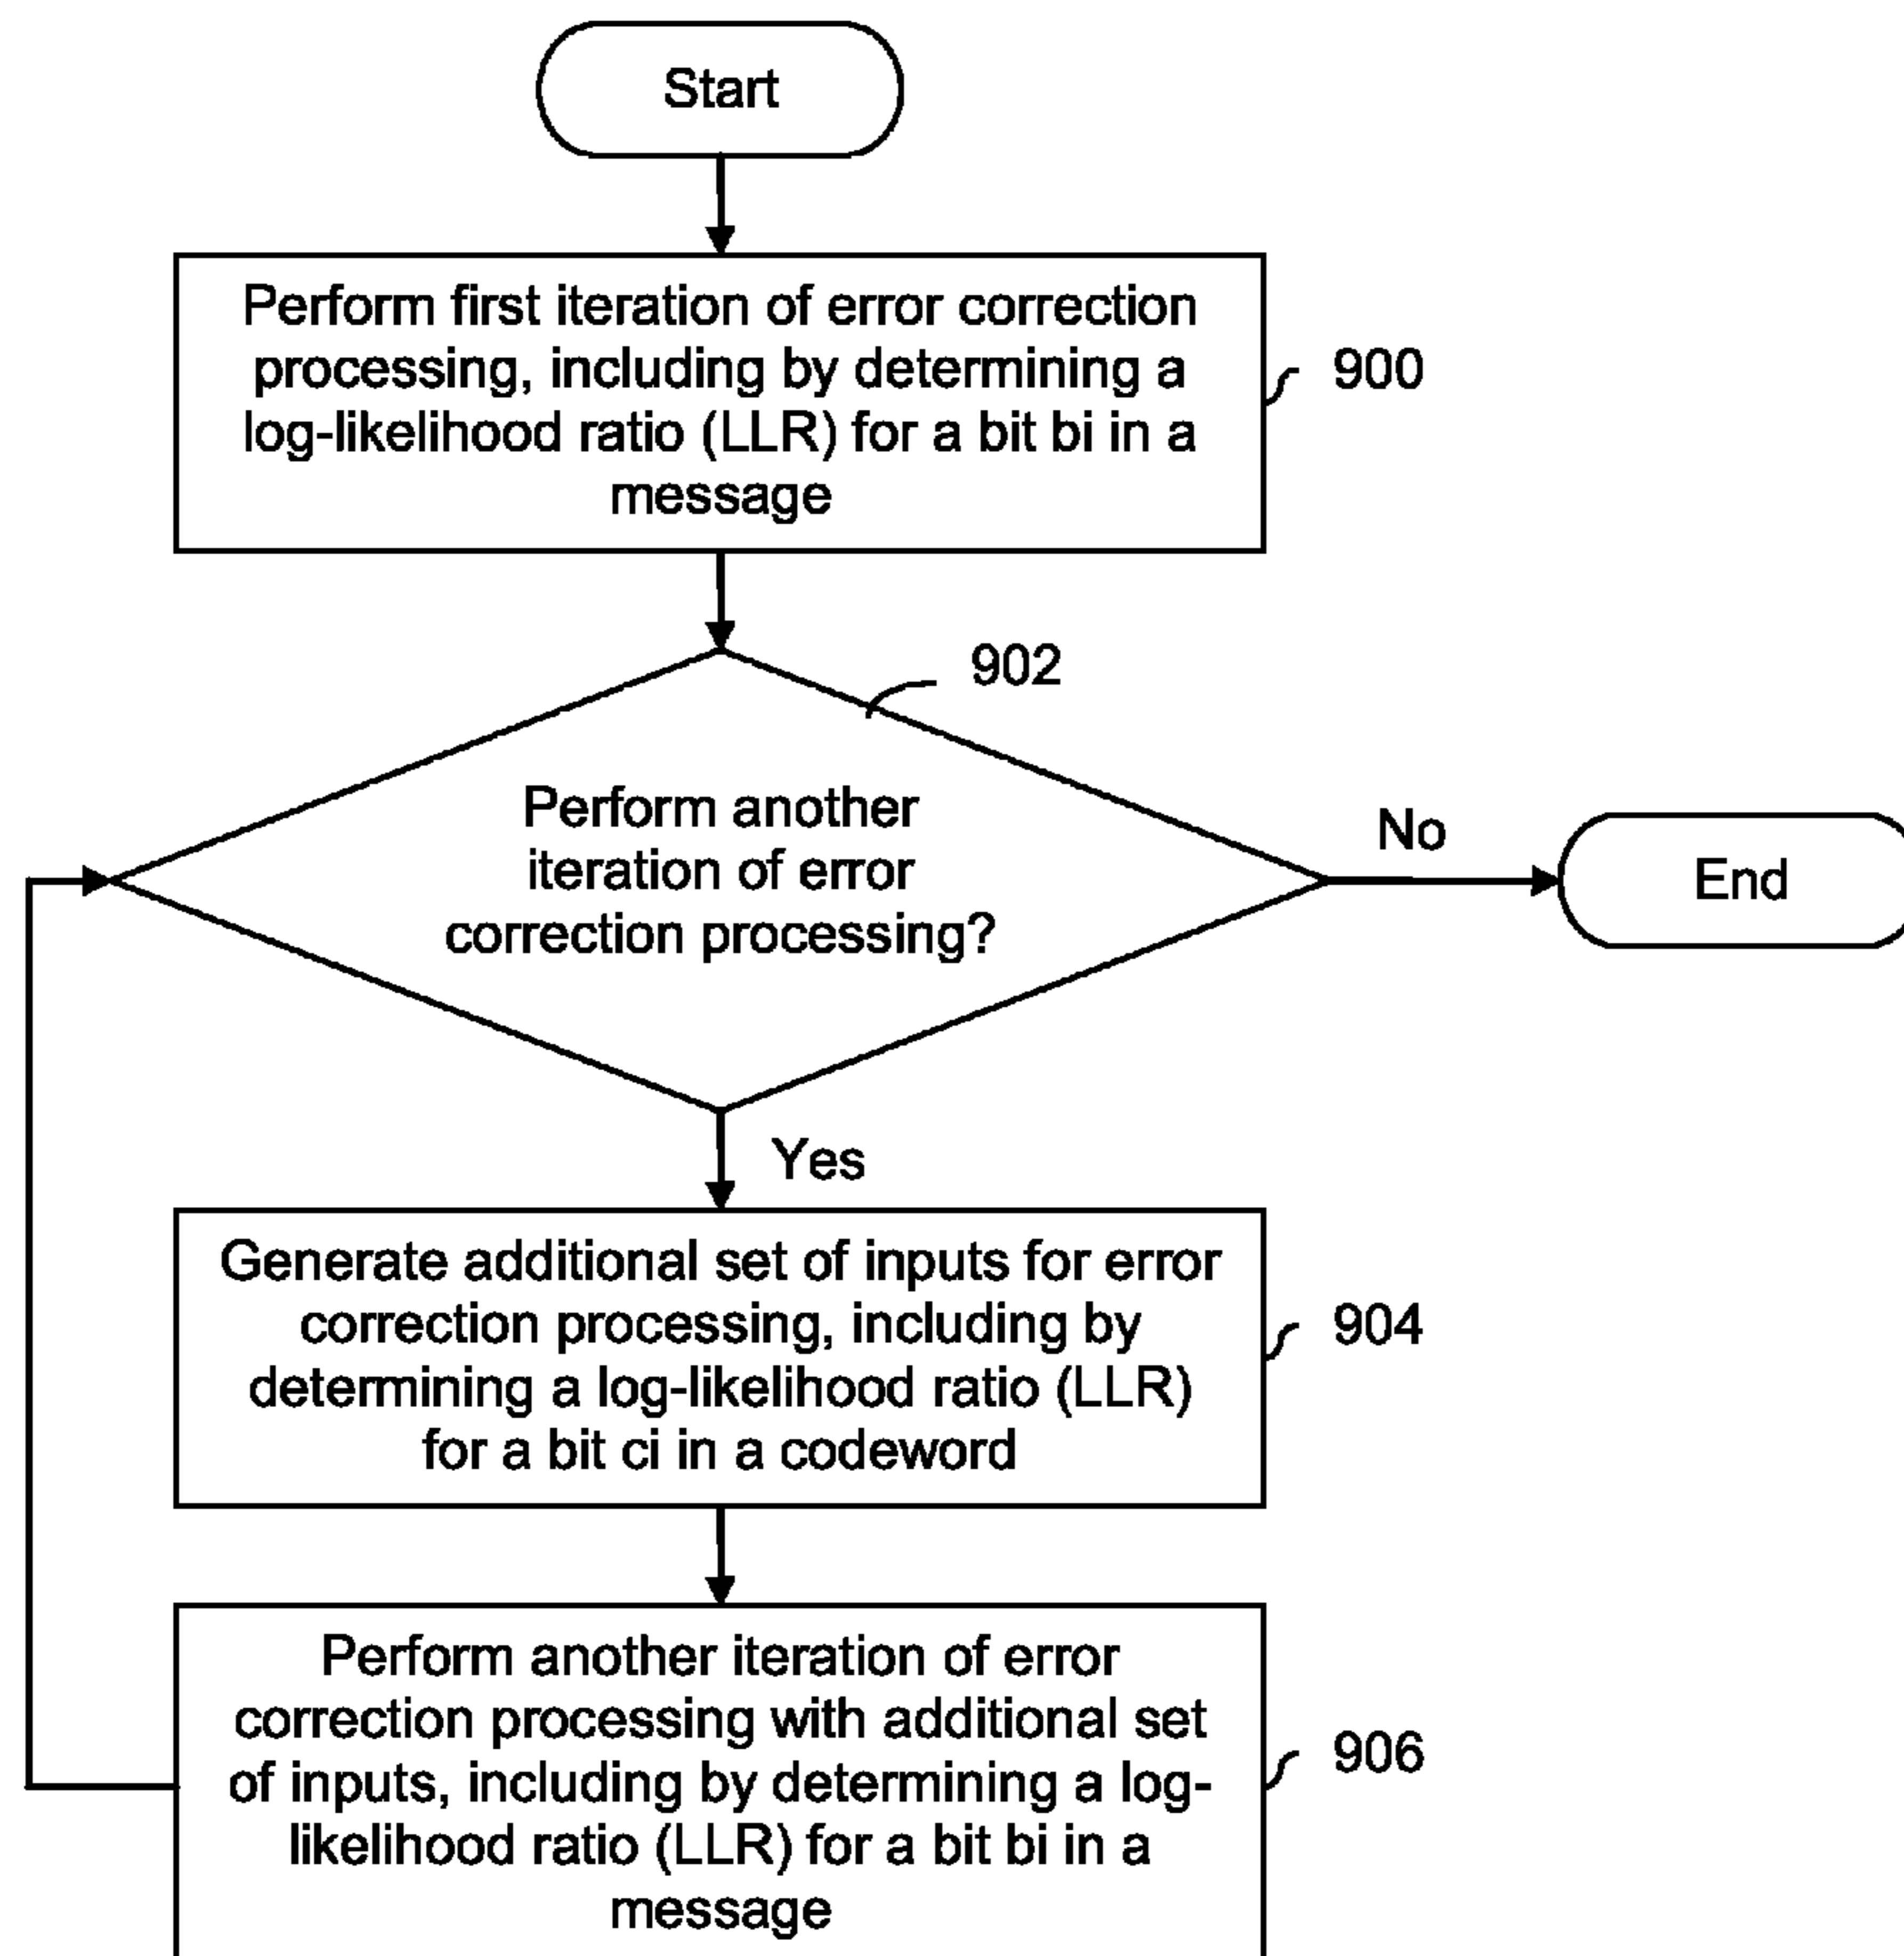 Start
Perform first iteration of error correction
processing, including by determining a
log-likelihood ratio (LLR) for a bit bi in a
message
900
902
Perform another
iteration of error
correction processing?
No
End
Yes
Generate additional set of inputs for error
correction processing, including by
determining a log-likelihood ratio (LLR)
for a bit ci in a codeword
904
Perform another iteration of error
correction processing with additional set
of inputs, including by determining a log-
likelihood ratio (LLR) for a bit bi in a
message
906